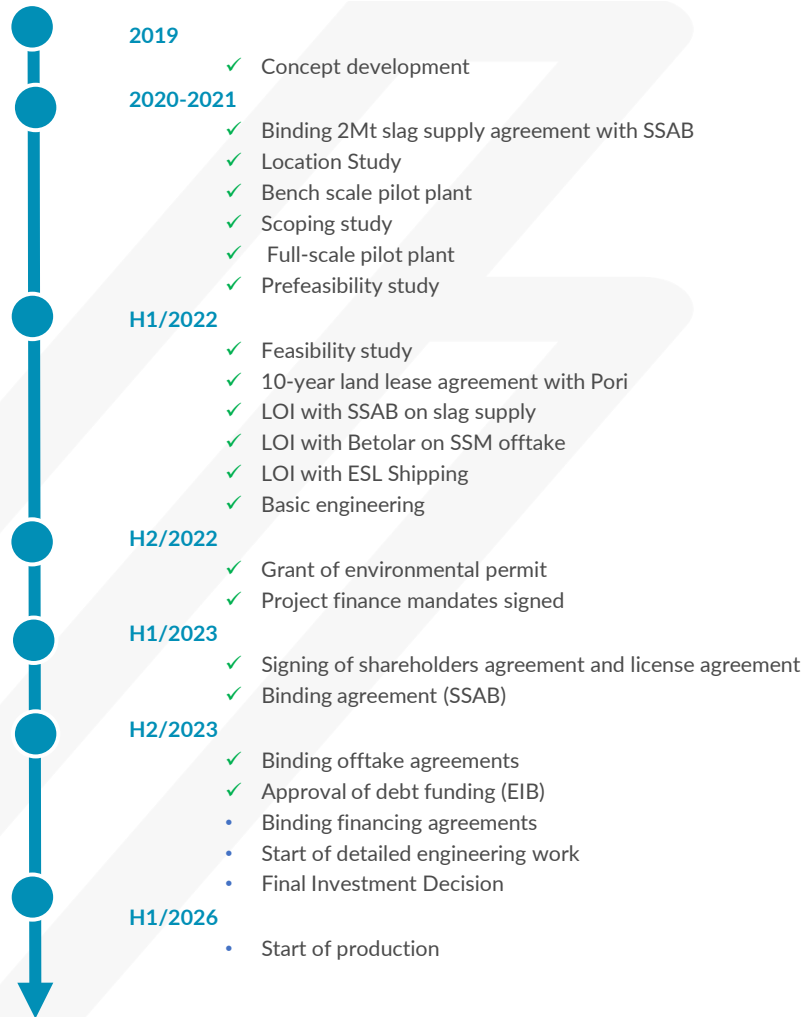 2019
✓ Concept development
2020-2021
✓ Binding 2Mt slag supply agreement with SSAB
✓ Location Study
✓ Bench scale pilot plant
✓ Scoping study
✓ Full-scale pilot plant
✓ Prefeasibility study
H1/2022
✓ Feasibility study
✓ 10-year land lease agreement with Pori
✓ LOI with SSAB on slag supply
✓ LOI with Betolar on SSM offtake
✓ LOI with ESL Shipping
✓ Basic engineering
H2/2022
✓ Grant of environmental permit
✓ Project finance mandates signed
H1/2023
✓ Signing of shareholders agreement and license agreement
✓ Binding agreement (SSAB)
H2/2023
✓ Binding offtake agreements
✓ Approval of debt funding (EIB)
• Binding financing agreements
• Start of detailed engineering work
• Final Investment Decision
H1/2026
• Start of production